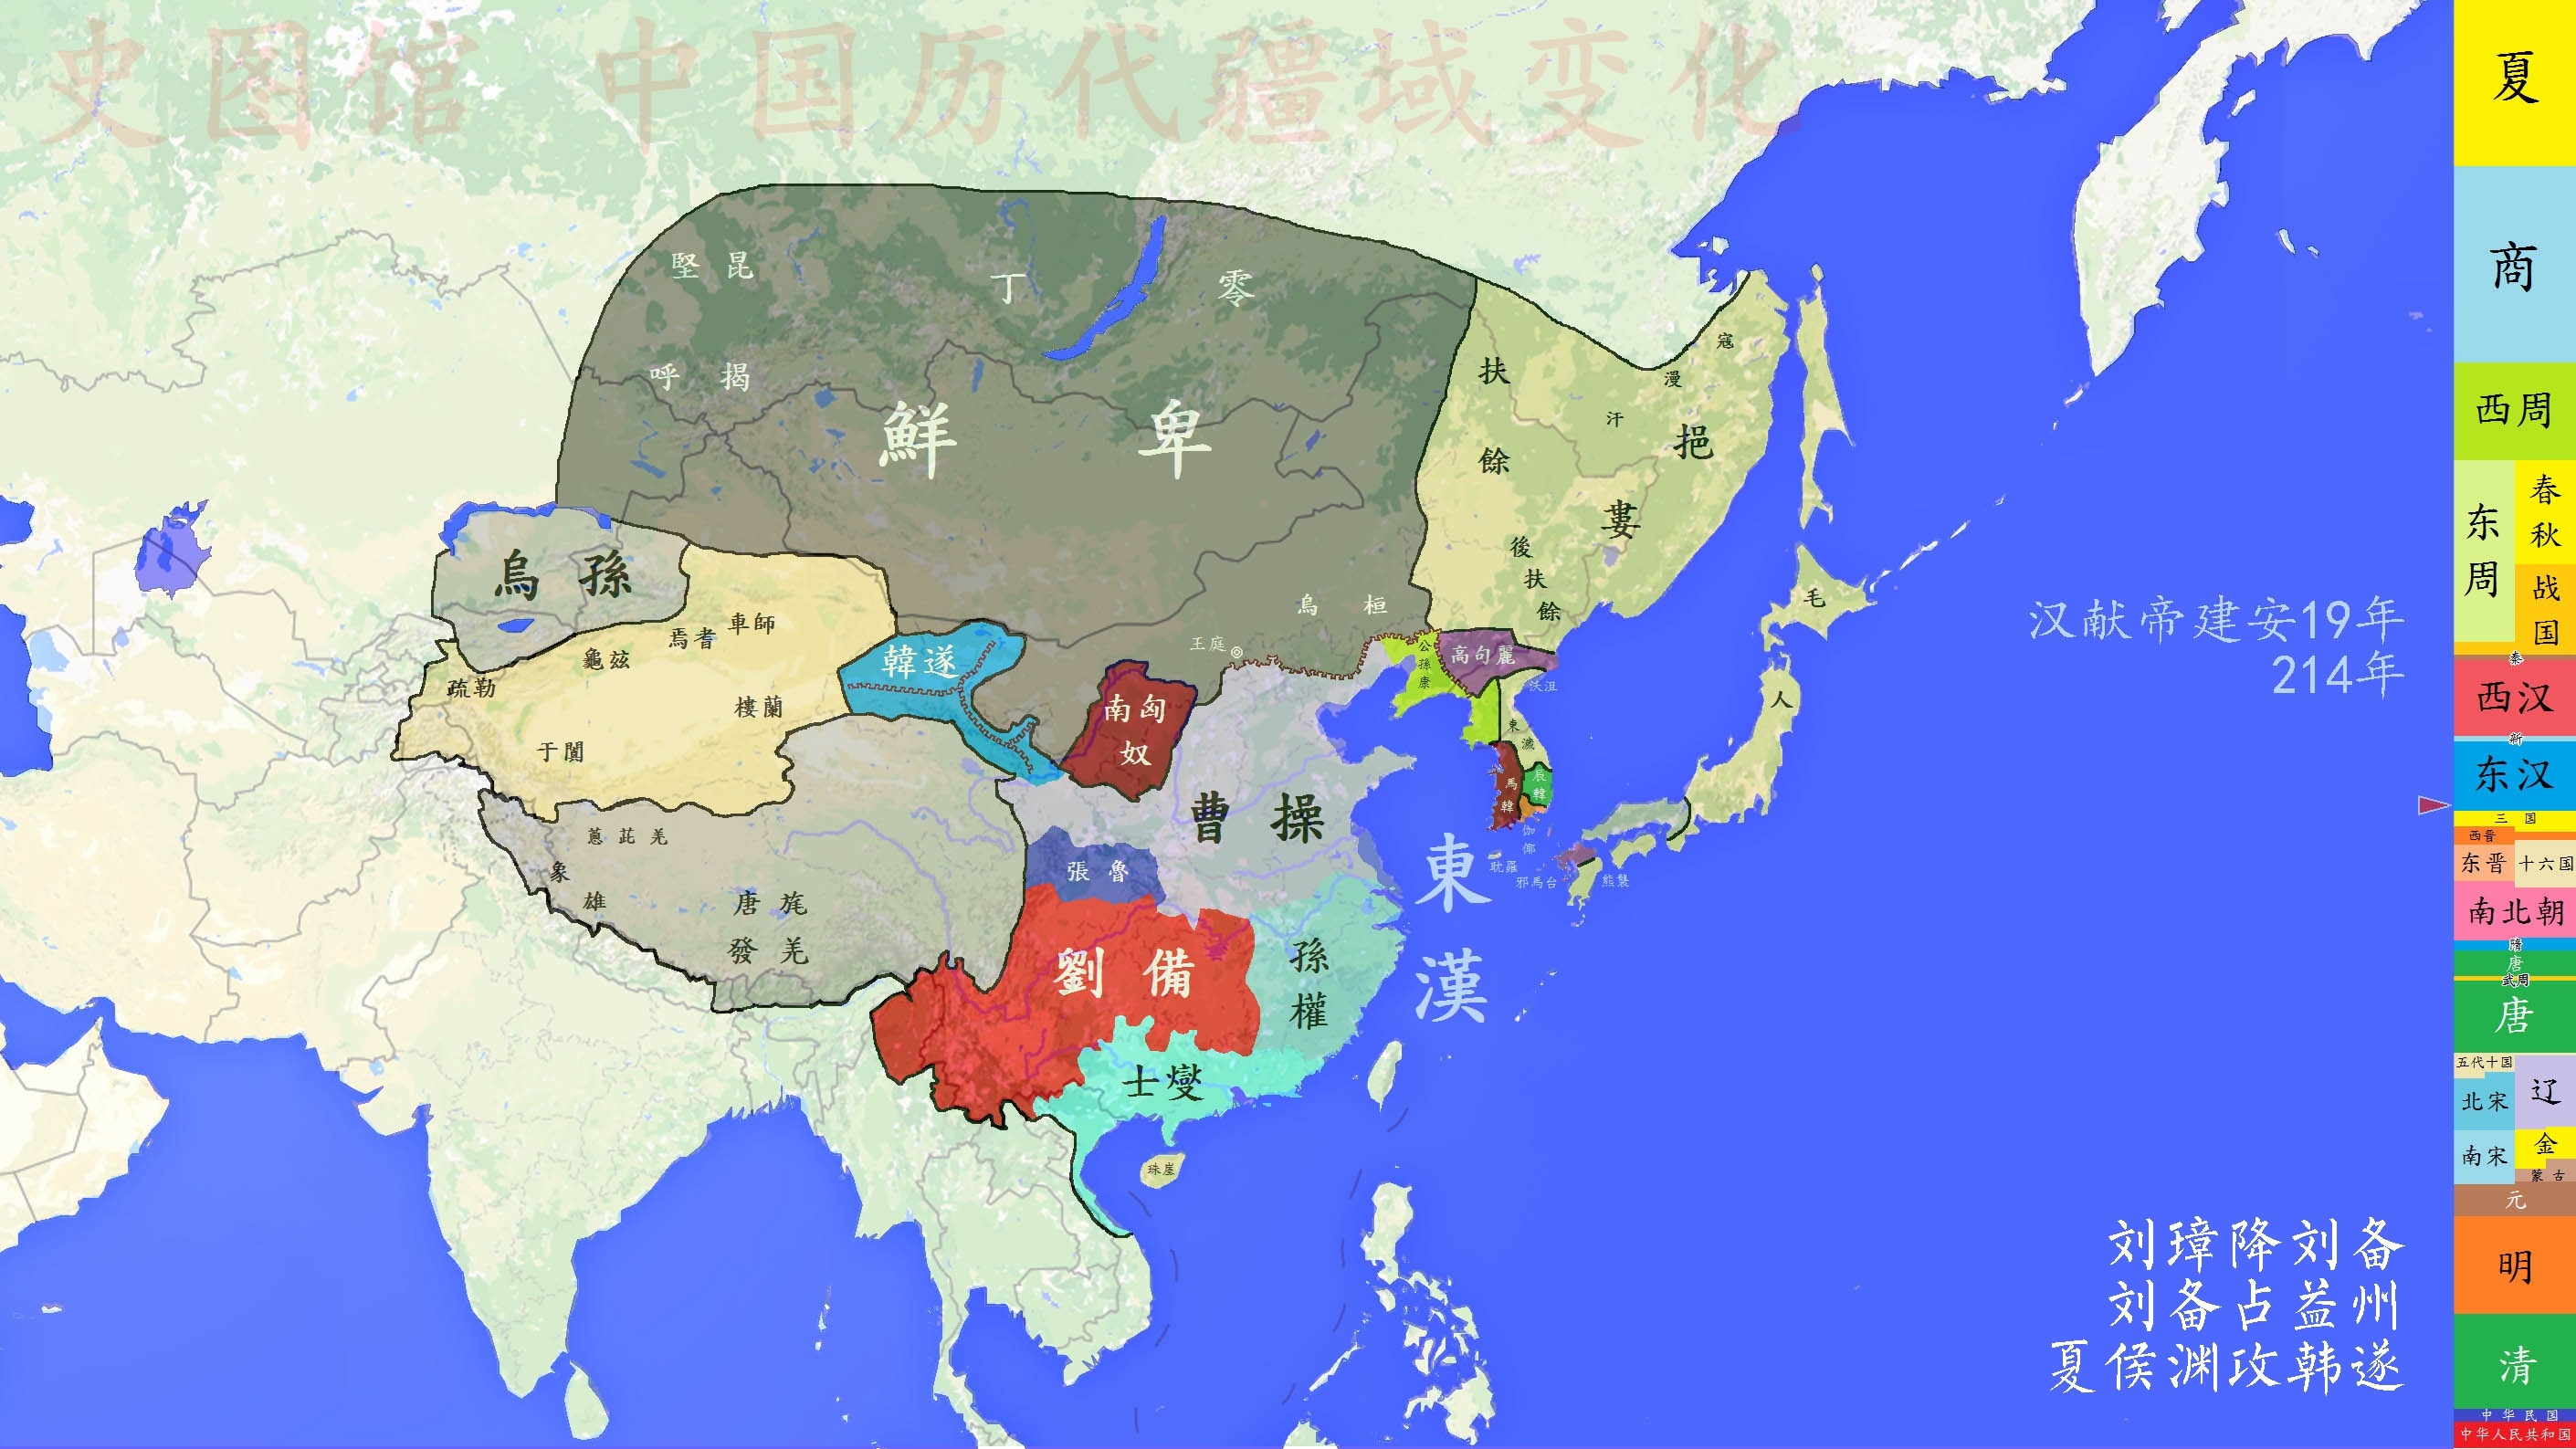 史图馆 中国历代疆域变化
堅昆
丁零
呼揭
鮮卑
扶餘
寇漫汗
挹婁
後扶餘
烏孫
烏桓
王庭
車師
焉耆
龜兹
疏勒
樓蘭
于闐
韓遂
南匈奴
公孫康
高句麗
沃沮
東濊
馬韓
辰韓
伽倻
耽羅
邪馬台
熊襲
毛人
曹操
東漢
張魯
蔥茈羌
象雄
唐旄
發羌
劉備
孫權
士燮
珠崖
汉献帝建安19年
214年
刘璋降刘备
刘备占益州
夏侯渊攻韩遂
夏
商
西周
东周
春秋
战国
秦
西汉
新
东汉
三国
西晋
东晋
十六国
南北朝
隋
唐
武周
唐
五代十国
辽
北宋
金
南宋
蒙古
元
明
清
中华民国
中华人民共和国